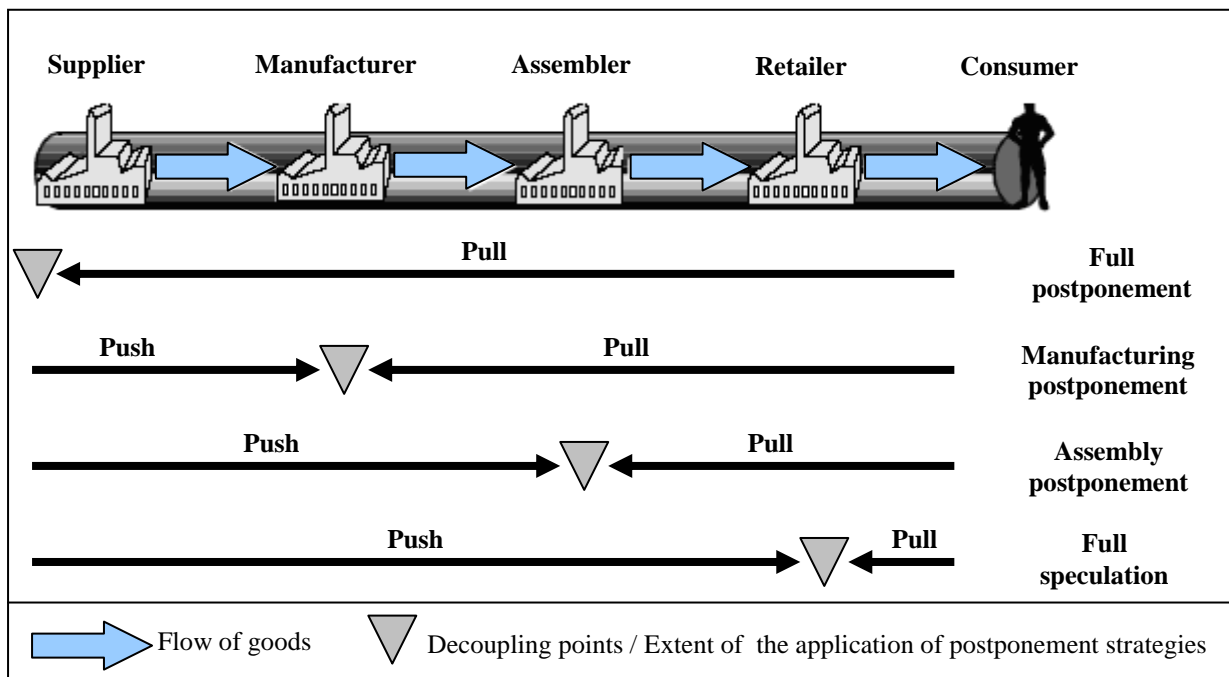 Supplier Manufacturer Assembler Retailer Consumer
Pull
Full
postponement
Push Pull
Manufacturing
postponement
Push Pull
Assembly
postponement
Push Pull
Full
speculation
Flow of goods
Decoupling points / Extent of the application of postponement strategies